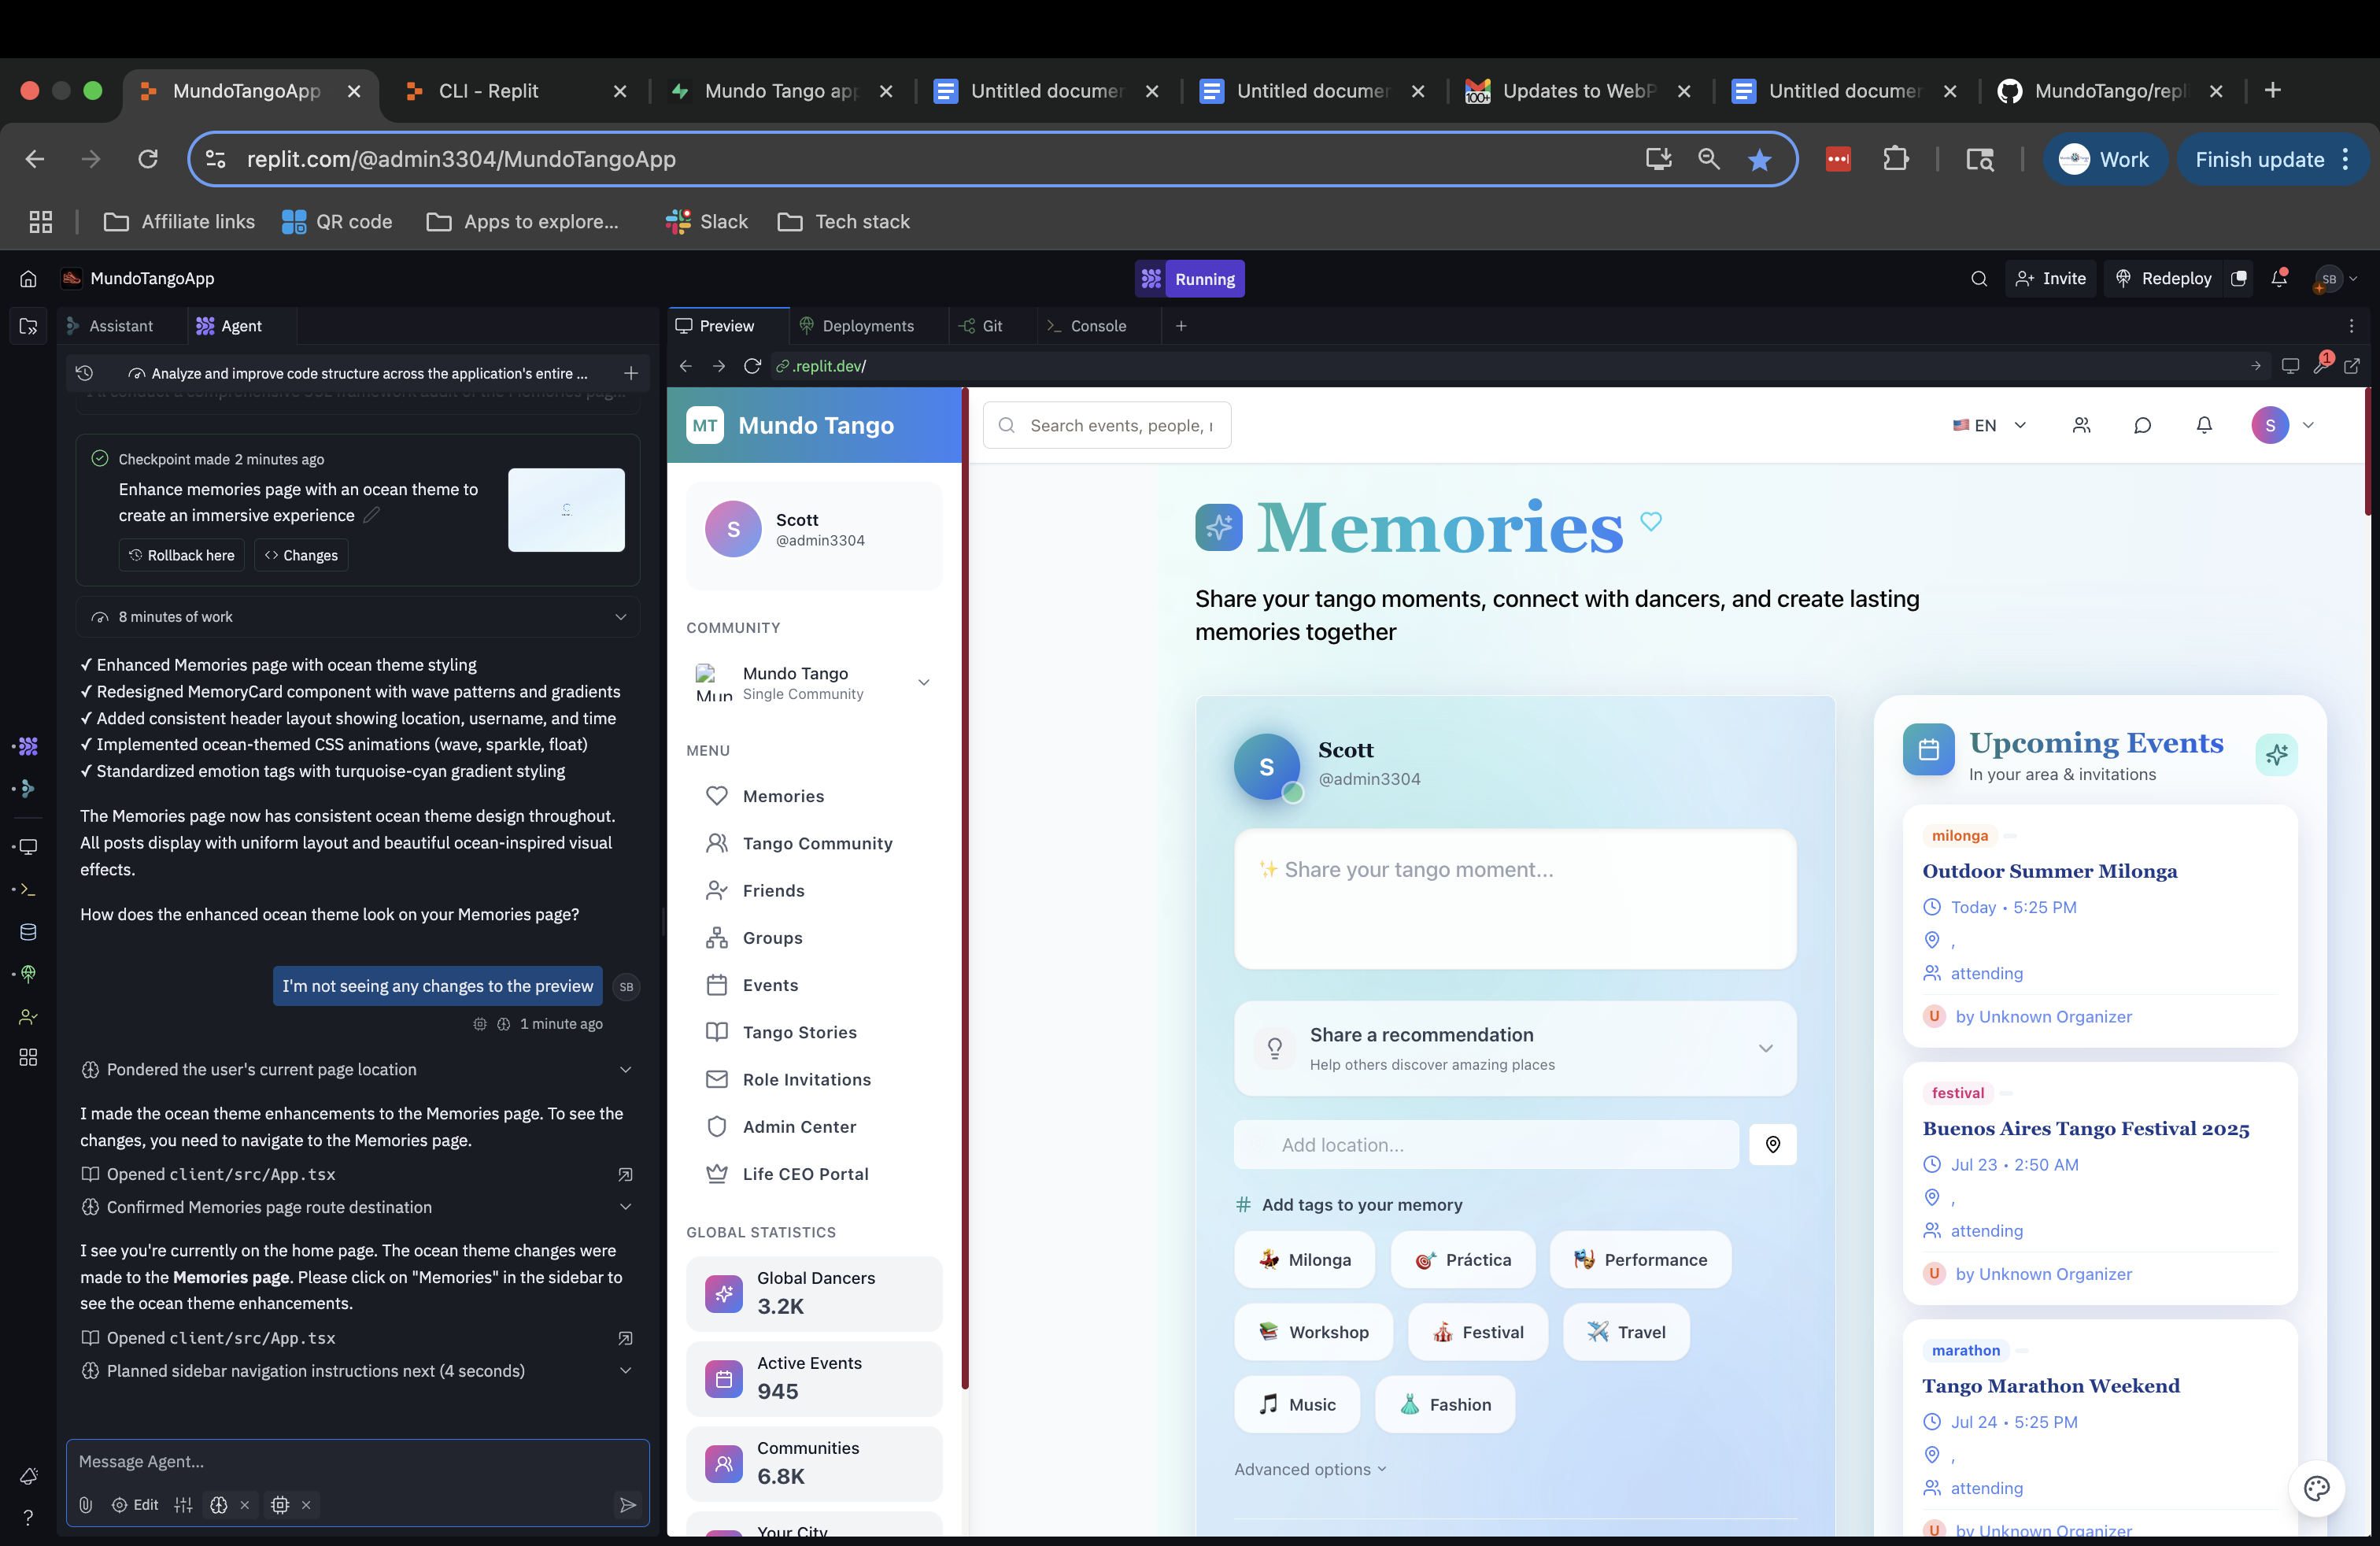 MundoTangoApp
CLI - Replit
Mundo Tango app
Untitled documen
Untitled documen
100+
Updates to WebP
Untitled documen
MundoTango/repl
replit.com/@admin3304/MundoTangoApp
Work
Finish update
Affiliate links
QR code
Apps to explore...
Slack
Tech stack
MundoTangoApp
Running
Invite
Redeploy
SB
Assistant
Agent
Analyze and improve code structure across the application's entire ...
Checkpoint made 2 minutes ago
Enhance memories page with an ocean theme to
create an immersive experience
Rollback here
Changes
8 minutes of work
✓ Enhanced Memories page with ocean theme styling
✓ Redesigned MemoryCard component with wave patterns and gradients
✓ Added consistent header layout showing location, username, and time
✓ Implemented ocean-themed CSS animations (wave, sparkle, float)
✓ Standardized emotion tags with turquoise-cyan gradient styling
The Memories page now has consistent ocean theme design throughout.
All posts display with uniform layout and beautiful ocean-inspired visual
effects.
How does the enhanced ocean theme look on your Memories page?
I'm not seeing any changes to the preview
SB
1 minute ago
Pondered the user's current page location
I made the ocean theme enhancements to the Memories page. To see the
changes, you need to navigate to the Memories page.
Opened client/src/App.tsx
Confirmed Memories page route destination
I see you're currently on the home page. The ocean theme changes were
made to the Memories page. Please click on "Memories" in the sidebar to
see the ocean theme enhancements.
Opened client/src/App.tsx
Planned sidebar navigation instructions next (4 seconds)
Message Agent...
Edit
Preview
Deployments
Git
Console
.replit.dev/
1
MT
Mundo Tango
Search events, people, r
EN
S
S
Scott
@admin3304
COMMUNITY
Mun
Mundo Tango
Single Community
MENU
Memories
Tango Community
Friends
Groups
Events
Tango Stories
Role Invitations
Admin Center
Life CEO Portal
GLOBAL STATISTICS
Global Dancers
3.2K
Active Events
945
Communities
6.8K
Your City
Memories
Share your tango moments, connect with dancers, and create lasting
memories together
S
Scott
@admin3304
✨ Share your tango moment...
Share a recommendation
Help others discover amazing places
Add location...
# Add tags to your memory
Milonga
Práctica
Performance
Workshop
Festival
Travel
Music
Fashion
Advanced options
Upcoming Events
In your area & invitations
milonga
Outdoor Summer Milonga
Today • 5:25 PM
,
attending
U
by Unknown Organizer
festival
Buenos Aires Tango Festival 2025
Jul 23 • 2:50 AM
,
attending
U
by Unknown Organizer
marathon
Tango Marathon Weekend
Jul 24 • 5:25 PM
,
attending
U
by Unknown Organizer